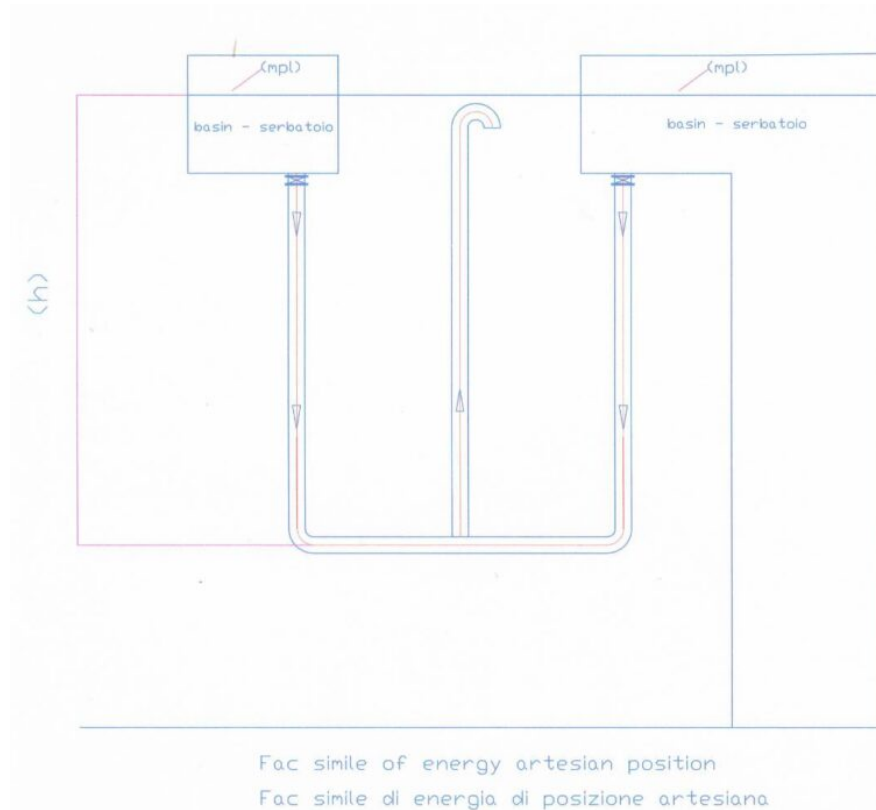 (mpl)
(mpl)
basin - serbatoio
basin - serbatoio
(h)
Fac simile of energy artesian position
Fac simile di energia di posizione artesiana